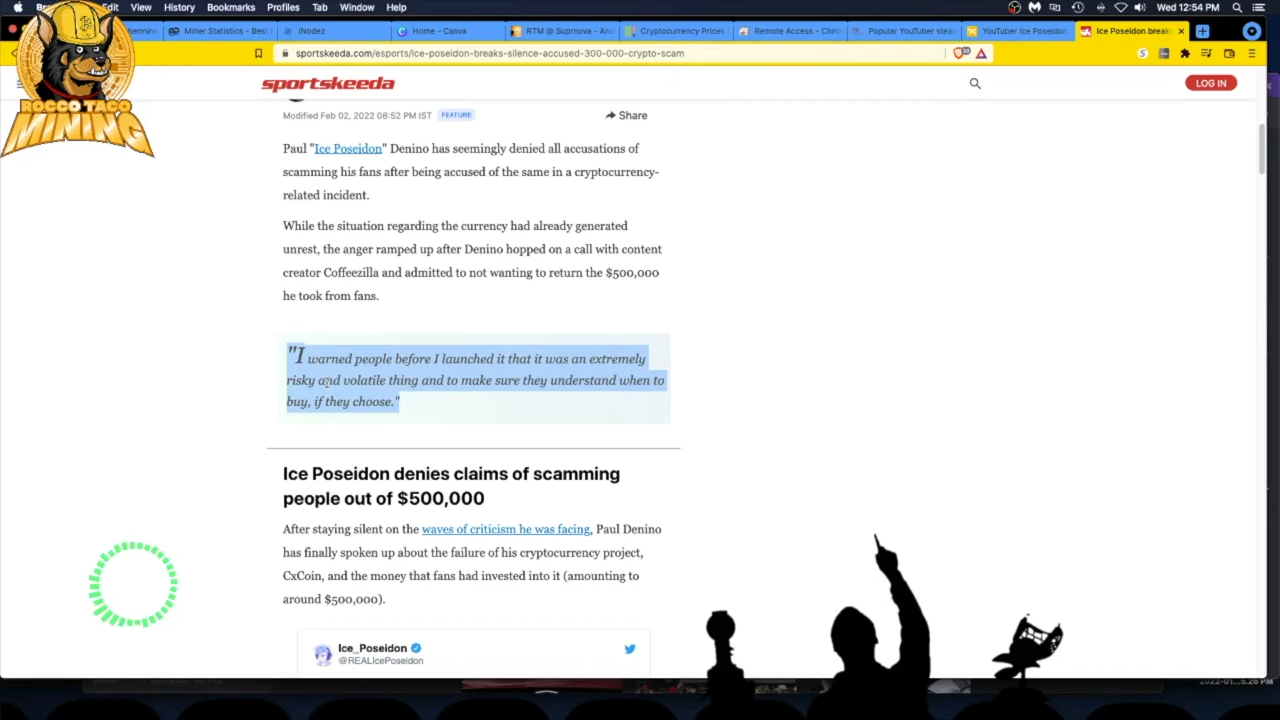 Edit View History Bookmarks Profiles Tab Window Help Wed 12:54 PM
Miner Statistics - Best iNodez Home - Canva RTM @ Suprnova - Ano Cryptocurrency Prices, Remote Access - Chrom Popular YouTuber steal YouTuber Ice Poseidon Ice Poseidon breaks
sportskeeda.com/esports/ice-poseidon-breaks-silence-accused-300-000-crypto-scam
ROCCO TACO
MINING
sportskeeda
LOG IN
Modified Feb 02, 2022 08:52 PM IST FEATURE Share
Paul "Ice Poseidon" Denino has seemingly denied all accusations of
scamming his fans after being accused of the same in a cryptocurrency-
related incident.
While the situation regarding the currency had already generated
unrest, the anger ramped up after Denino hopped on a call with content
creator Coffeezilla and admitted to not wanting to return the $500,000
he took from fans.
"I warned people before I launched it that it was an extremely
risky and volatile thing and to make sure they understand when to
buy, if they choose."
Ice Poseidon denies claims of scamming
people out of $500,000
After staying silent on the waves of criticism he was facing, Paul Denino
has finally spoken up about the failure of his cryptocurrency project,
CxCoin, and the money that fans had invested into it (amounting to
around $500,000).
Ice_Poseidon
@REALIcePoseidon